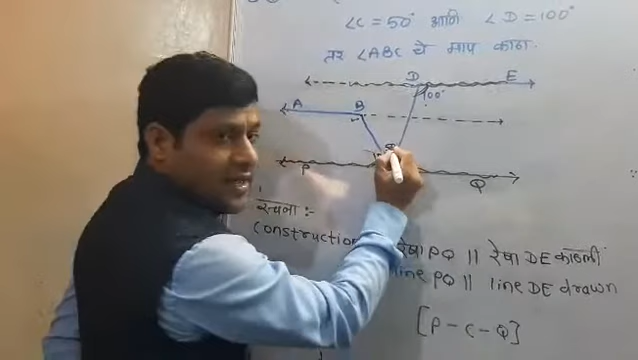 ∠C = 50° आणि ∠D = 100°
तर ∠ABC चे माप काढा.
D E
100°
A B
P Q
रचना :-
construction रेषा PQ || रेषा DE काढली
line PQ || line DE drawn
[P - C - Q]